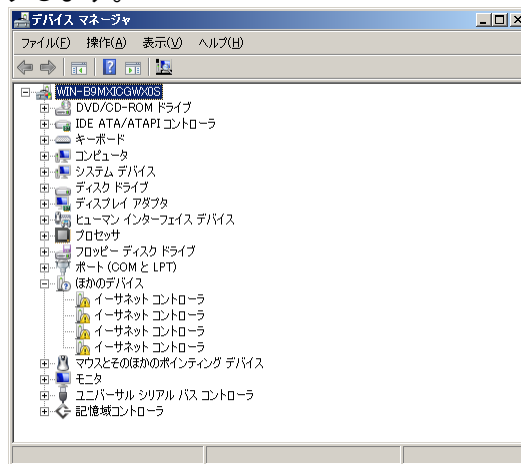 します。
デバイス マネージャ
ファイル(F) 操作(A) 表示(V) ヘルプ(H)
WIN-B9MXICGWX0S
DVD/CD-ROM ドライブ
IDE ATA/ATAPI コントローラ
キーボード
コンピュータ
システム デバイス
ディスク ドライブ
ディスプレイ アダプタ
ヒューマン インターフェイス デバイス
プロセッサ
フロッピー ディスク ドライブ
ポート (COM と LPT)
ほかのデバイス
イーサネット コントローラ
イーサネット コントローラ
イーサネット コントローラ
イーサネット コントローラ
マウスとそのほかのポインティング デバイス
モニタ
ユニバーサル シリアル バス コントローラ
記憶域コントローラ